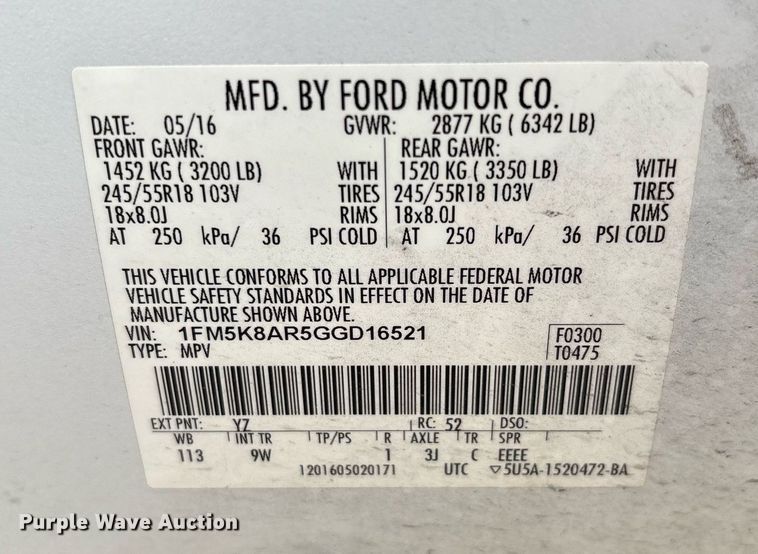 MFD. BY FORD MOTOR CO.
DATE: 05/16 GVWR: 2877 KG ( 6342 LB)
FRONT GAWR: REAR GAWR:
1452 KG ( 3200 LB) WITH 1520 KG ( 3350 LB) WITH
245/55R18 103V TIRES 245/55R18 103V TIRES
18x8.0J RIMS 18x8.0J RIMS
AT 250 kPa/ 36 PSI COLD AT 250 kPa/ 36 PSI COLD
THIS VEHICLE CONFORMS TO ALL APPLICABLE FEDERAL MOTOR
VEHICLE SAFETY STANDARDS IN EFFECT ON THE DATE OF
MANUFACTURE SHOWN ABOVE.
VIN: 1FM5K8AR5GGD16521 F0300
TYPE: MPV T0475
EXT PNT: YZ RC: 52 DSO:
WB INT TR TP/PS R AXLE TR SPR
113 9W 1 3J C EEEE
1201605020171 UTC ▽5U5A-1520472-BA
Purple Wave Auction